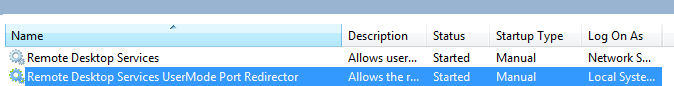 Name Description Status Startup Type Log On As
Remote Desktop Services Allows user... Started Manual Network S...
Remote Desktop Services UserMode Port Redirector Allows the r... Started Manual Local Syste...